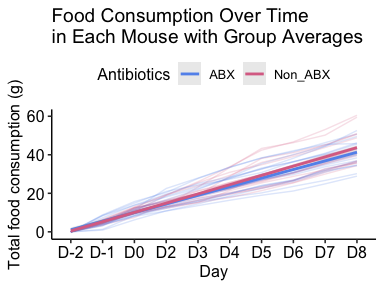 Food Consumption Over Time
in Each Mouse with Group Averages
Antibiotics ABX Non_ABX
Total food consumption (g)
60
40
20
0
D-2 D-1 D0 D2 D3 D4 D5 D6 D7 D8
Day